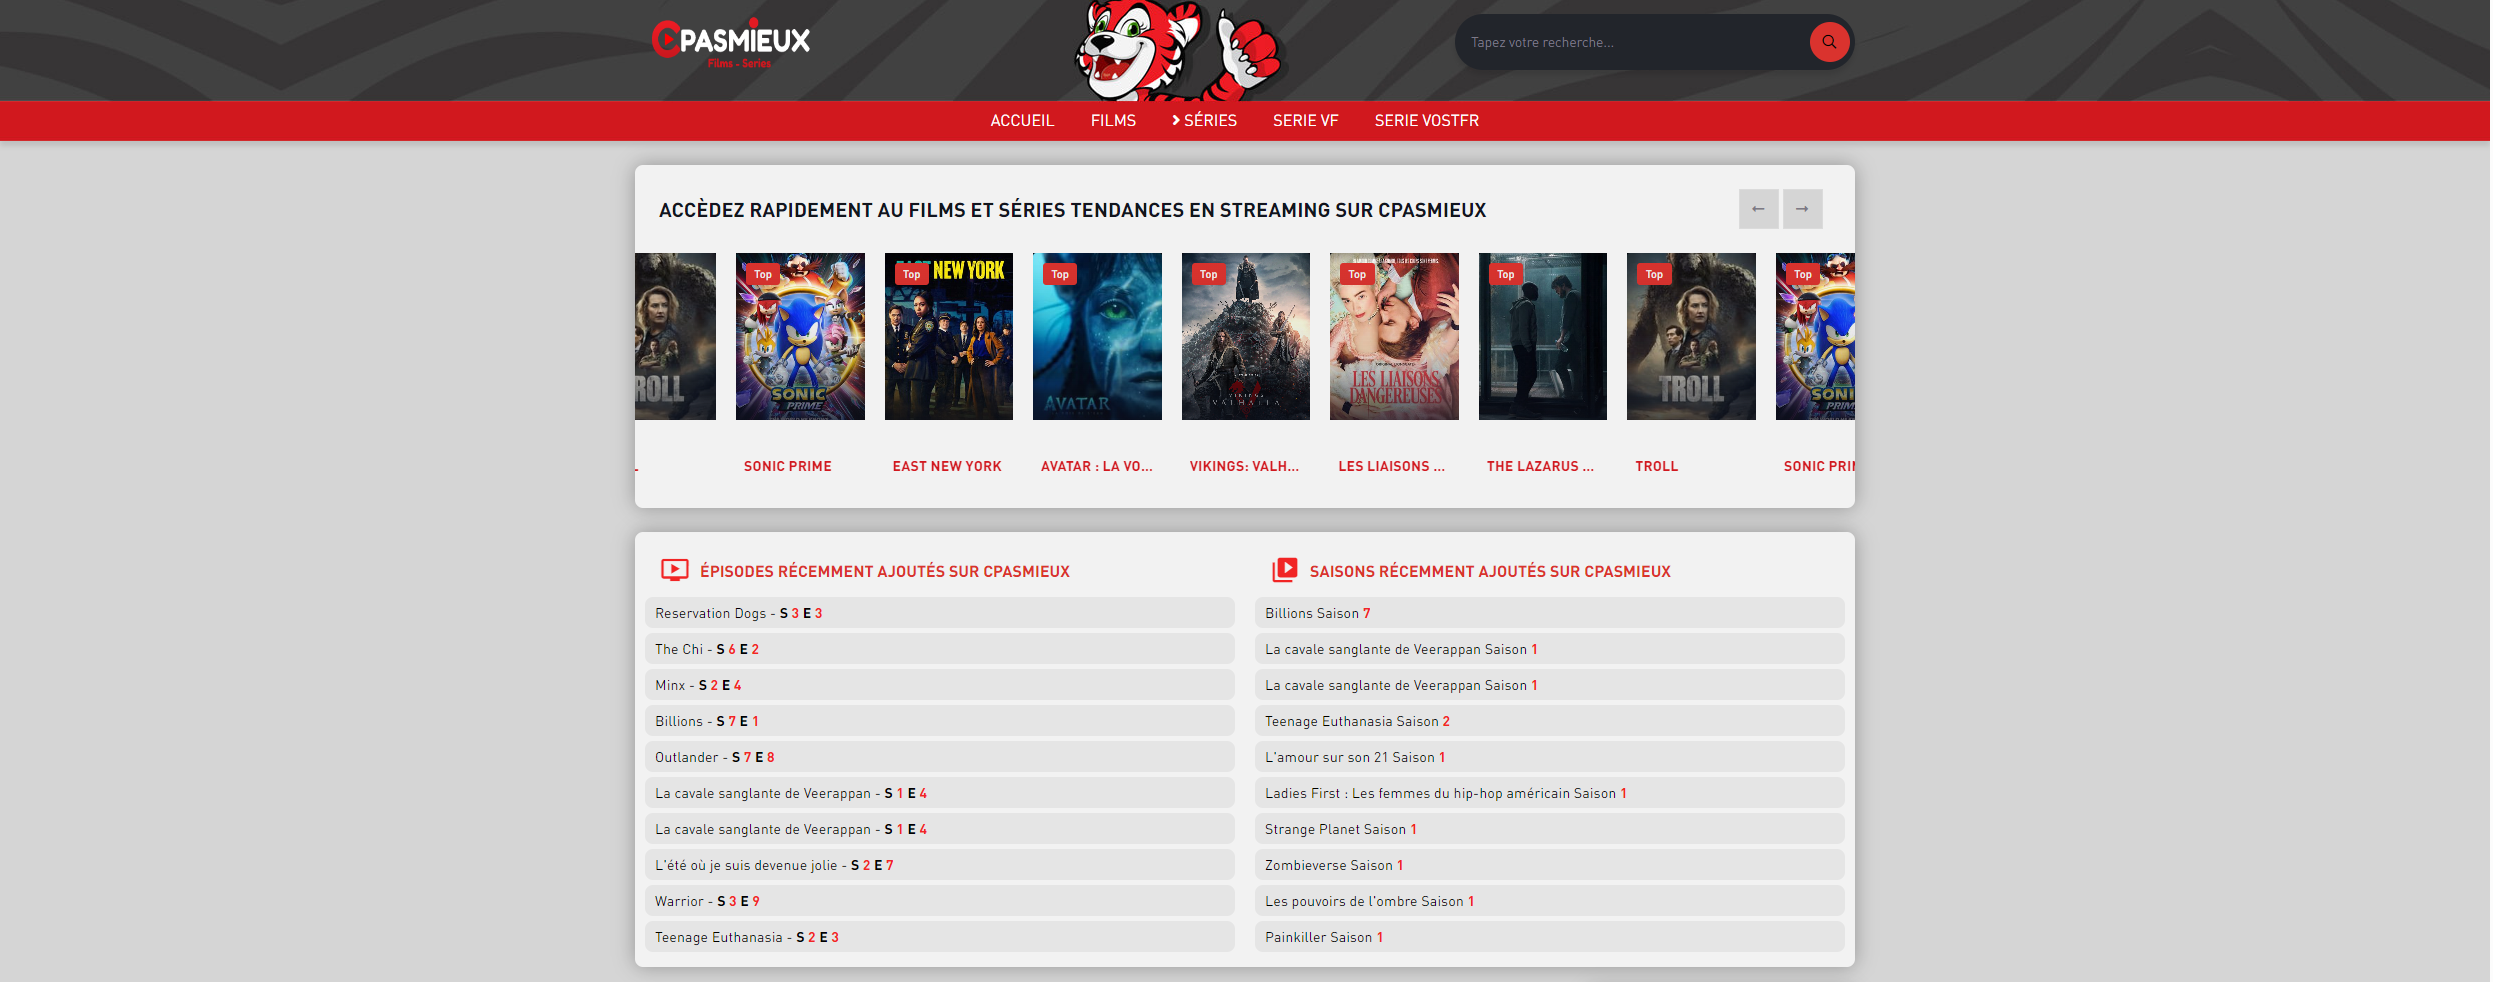 CPASMIEUX
Films - Series
Tapez votre recherche...
ACCUEIL FILMS SÉRIES SERIE VF SERIE VOSTFR
ACCÈDEZ RAPIDEMENT AU FILMS ET SÉRIES TENDANCES EN STREAMING SUR CPASMIEUX
Top Top Top Top Top Top Top Top
NEW YORK
SONIC PRIME
AVATAR
VIKINGS VALHALLA
LES LIAISONS DANGEREUSES
TROLL
SONIC PRIME EAST NEW YORK AVATAR : LA VO... VIKINGS: VALH... LES LIAISONS ... THE LAZARUS ... TROLL SONIC PRI
ÉPISODES RÉCEMMENT AJOUTÉS SUR CPASMIEUX
Reservation Dogs - S 3 E 3
The Chi - S 6 E 2
Minx - S 2 E 4
Billions - S 7 E 1
Outlander - S 7 E 8
La cavale sanglante de Veerappan - S 1 E 4
La cavale sanglante de Veerappan - S 1 E 4
L'été où je suis devenue jolie - S 2 E 7
Warrior - S 3 E 9
Teenage Euthanasia - S 2 E 3
SAISONS RÉCEMMENT AJOUTÉS SUR CPASMIEUX
Billions Saison 7
La cavale sanglante de Veerappan Saison 1
La cavale sanglante de Veerappan Saison 1
Teenage Euthanasia Saison 2
L'amour sur son 21 Saison 1
Ladies First : Les femmes du hip-hop américain Saison 1
Strange Planet Saison 1
Zombieverse Saison 1
Les pouvoirs de l'ombre Saison 1
Painkiller Saison 1